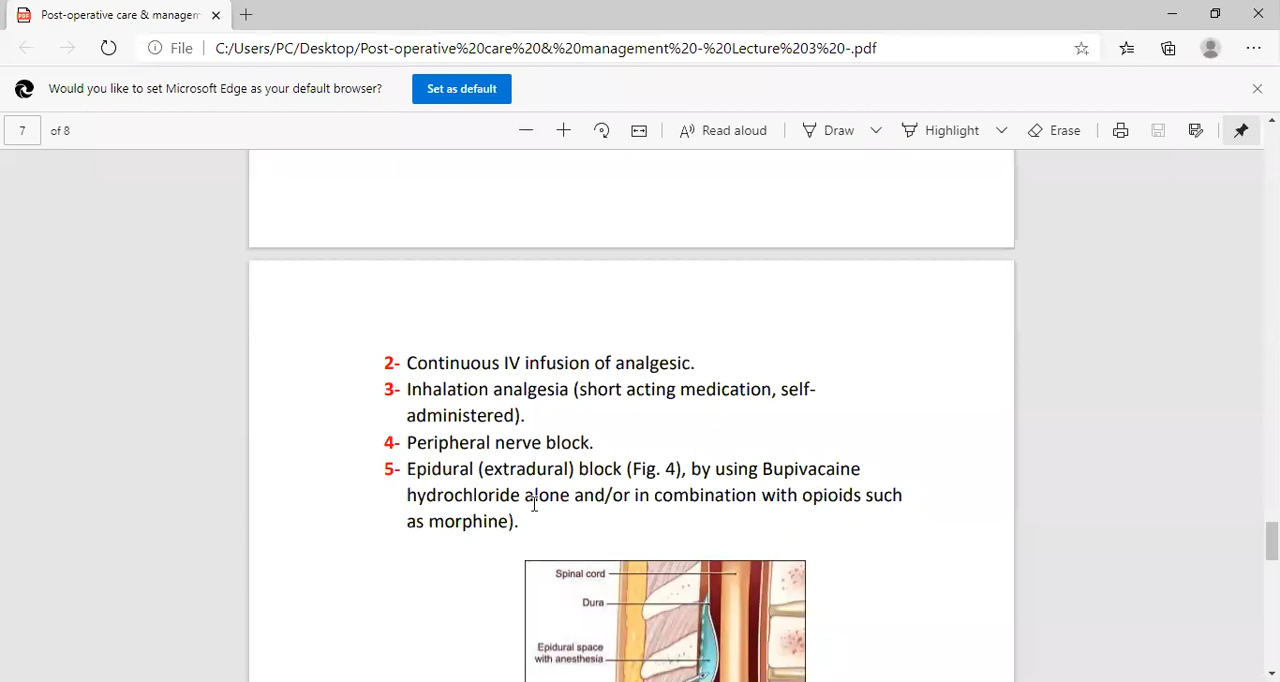 Post-operative care & managem
File
C:/Users/PC/Desktop/Post-operative%20care%20&%20management%20-%20Lecture%203%20-.pdf
Would you like to set Microsoft Edge as your default browser?
Set as default
7
of 8
Read aloud
Draw
Highlight
Erase
2- Continuous IV infusion of analgesic.
3- Inhalation analgesia (short acting medication, self-
administered).
4- Peripheral nerve block.
5- Epidural (extradural) block (Fig. 4), by using Bupivacaine
hydrochloride alone and/or in combination with opioids such
as morphine).
Spinal cord
Dura
Epidural space
with anesthesia